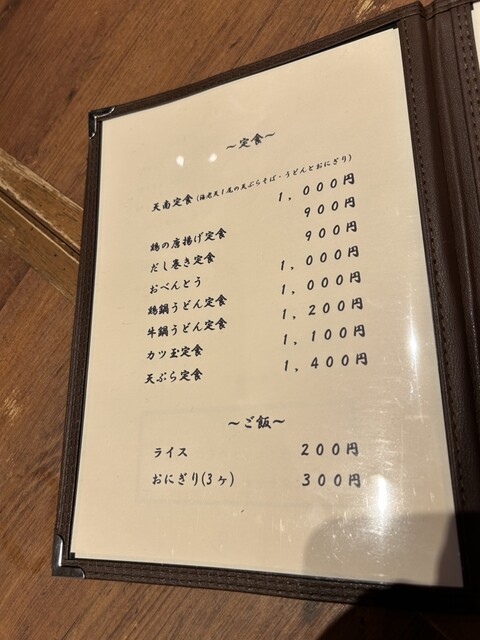 ～定食～
天南定食(海老天1尾の天ぷらそば・うどんとおにぎり)
1,000円
鶏の唐揚げ定食 900円
だし巻き定食 900円
おべんとう 1,000円
鶏鍋うどん定食 1,000円
牛鍋うどん定食 1,200円
カツ玉定食 1,100円
天ぷら定食 1,400円
～ご飯～
ライス 200円
おにぎり(3ヶ) 300円